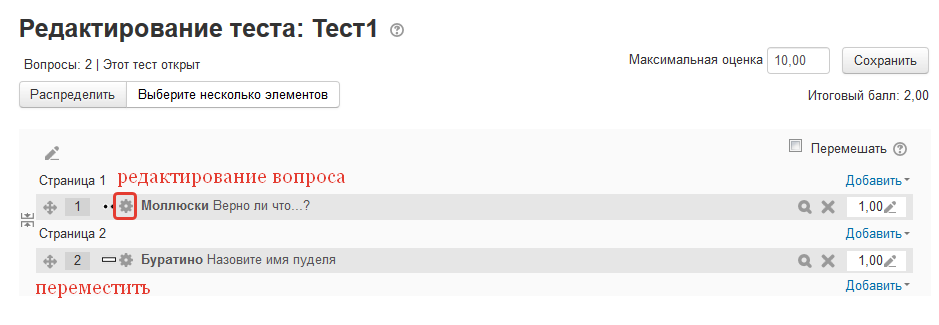 Редактирование теста: Тест1
Вопросы: 2 | Этот тест открыт
Максимальная оценка 10,00 Сохранить
Распределить Выберите несколько элементов
Итоговый балл: 2,00
Перемешать
Страница 1 редактирование вопроса
Добавить
1 Моллюски Верно ли что...? 1,00
Страница 2 Добавить
2 Буратино Назовите имя пуделя 1,00
переместить Добавить